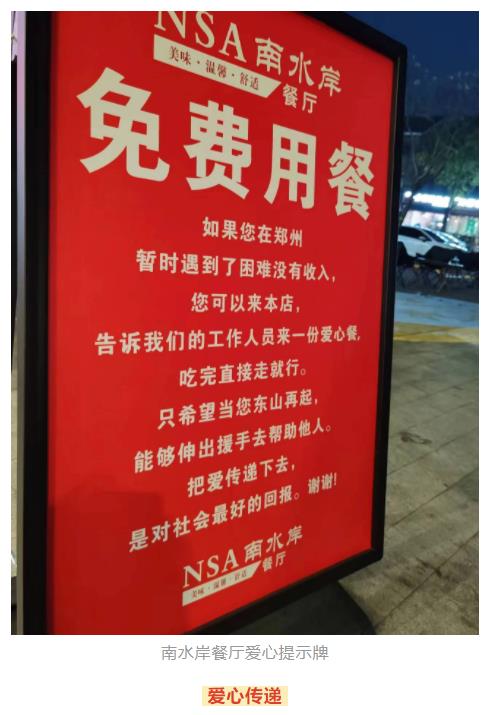 NSA南水岸
美味·温馨·舒适
餐厅
免费用餐
如果您在郑州
暂时遇到了困难没有收入,
您可以来本店,
告诉我们的工作人员来一份爱心餐,
吃完直接走就行。
只希望当您东山再起,
能够伸出援手去帮助他人。
把爱传递下去,
是对社会最好的回报。谢谢!
NSA南水岸
美味·温馨·舒适
餐厅
南水岸餐厅爱心提示牌
爱心传递